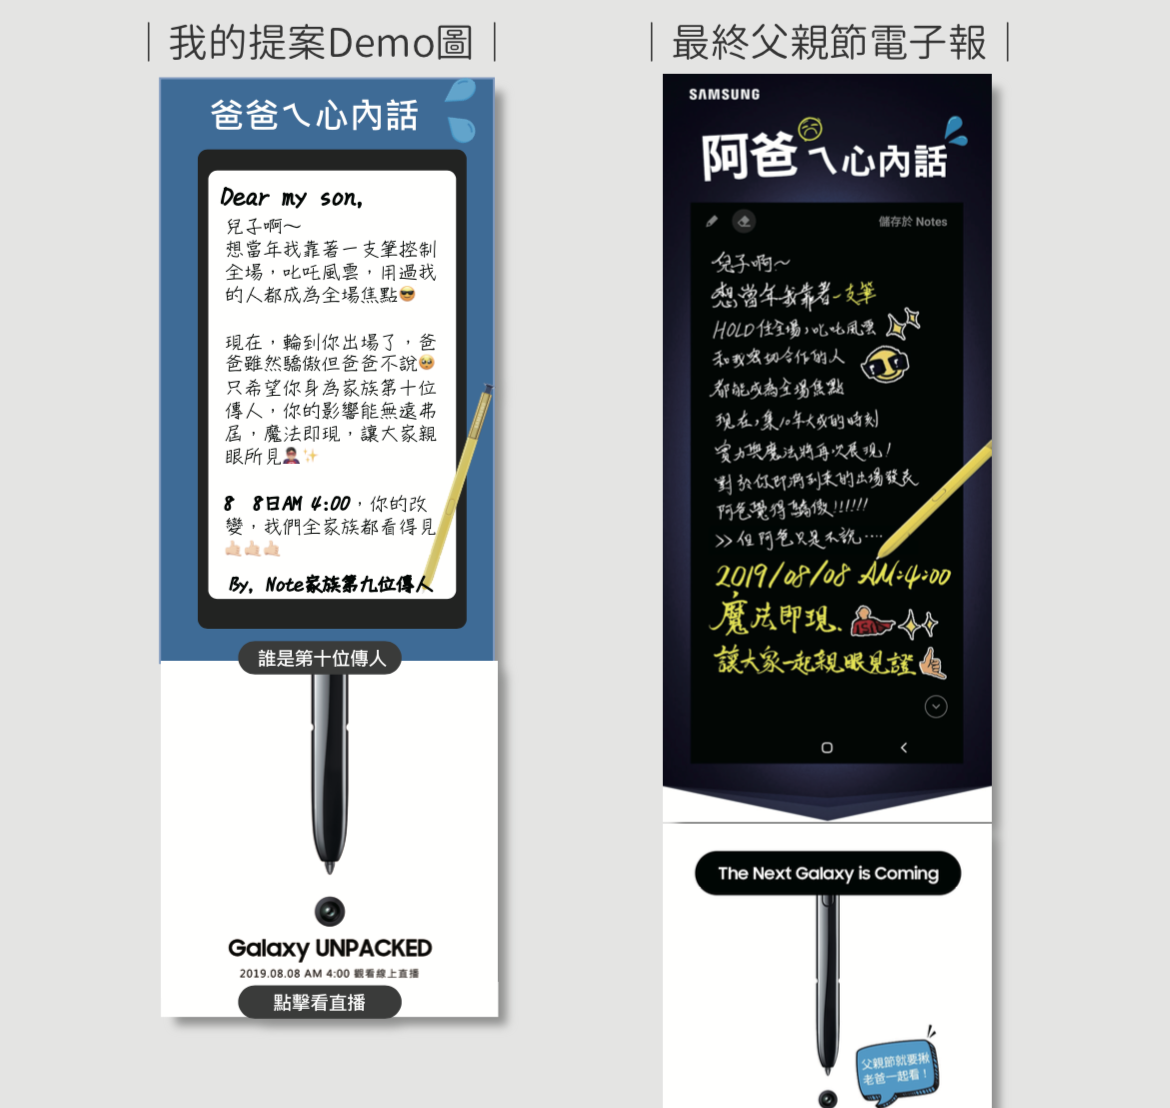 ｜我的提案Demo圖｜
爸爸ㄟ心內話
Dear my son,
兒子啊～
想當年我靠著一支筆控制
全場，叱吒風雲，用過我
的人都成為全場焦點😎
現在，輪到你出場了，爸
爸雖然驕傲但爸爸不說🥹
只希望你身為家族第十位
傳人，你的影響能無遠弗
屆，魔法即現，讓大家親
眼所見🦹✨
8 8日AM 4:00，你的改
變，我們全家族都看得見
🤙🤙🤙
By, Note家族第九位傳人
誰是第十位傳人
Galaxy UNPACKED
2019.08.08 AM 4:00 觀看線上直播
點擊看直播
｜最終父親節電子報｜
SAMSUNG
阿爸ㄟ心內話
儲存於 Notes
兒子啊～
想當年我靠著一支筆
HOLD住全場，叱吒風雲
和我密切合作的人
都能成為全場焦點
現在，集10年大成的時刻
實力與魔法將再次展現！
對於你即將到來的出場發表
阿爸覺得驕傲!!!!!!
>> 但阿爸只是不說....
2019/08/08 AM:4:00
魔法即現.
讓大家一起親眼見證
The Next Galaxy is Coming
父親節就要揪
老爸一起看！